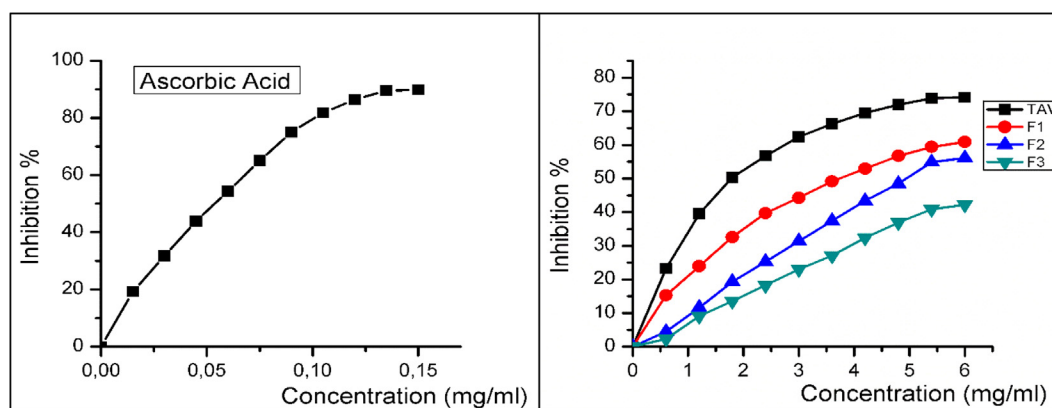 100
80
60
40
20
0
Inhibition %
Ascorbic Acid
0,00
0,05
0,10
0,15
Concentration (mg/ml)
80
70
60
50
40
30
20
10
0
Inhibition %
0
1
2
3
4
5
6
Concentration (mg/ml)
TAV
F1
F2
F3